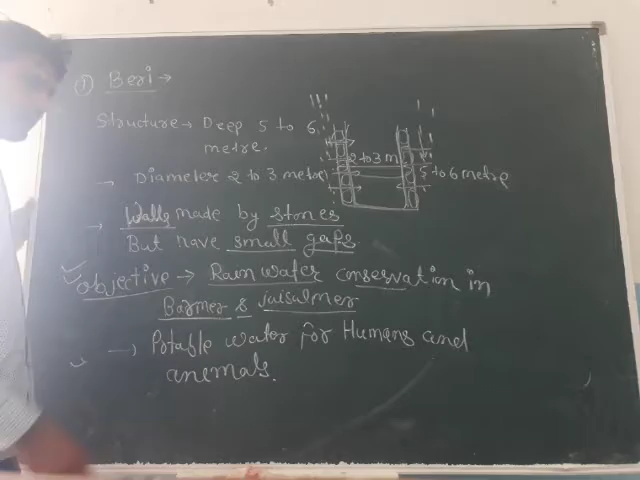 ① Beri →
Structure → Deep 5 to 6
metre.
2 to 3 m
5 to 6 metre
→ Diameter 2 to 3 metre
→ Walls made by stones
But have small gaps.
Objective → Rain water conservation in
Barmer & Jaisalmer
→ Potable water for Humans and
animals.